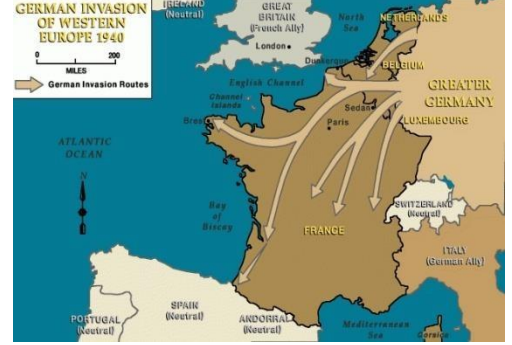 GERMAN INVASION
OF WESTERN
EUROPE 1940
0 200
MILES
German Invasion Routes
IRELAND
(Neutral)
GREAT
BRITAIN
(French Ally)
London
North
Sea
NETHERLANDS
Dunkerque
BELGIUM
English Channel
GREATER
GERMANY
Channel
Islands
Sedan
LUXEMBOURG
Brest
Paris
ATLANTIC
OCEAN
N
Bay
of
Biscay
FRANCE
SWITZERLAND
(Neutral)
ITALY
(German Ally)
SPAIN
(Neutral)
PORTUGAL
(Neutral)
ANDORRA
(Neutral)
Mediterranean
Sea
Corsica